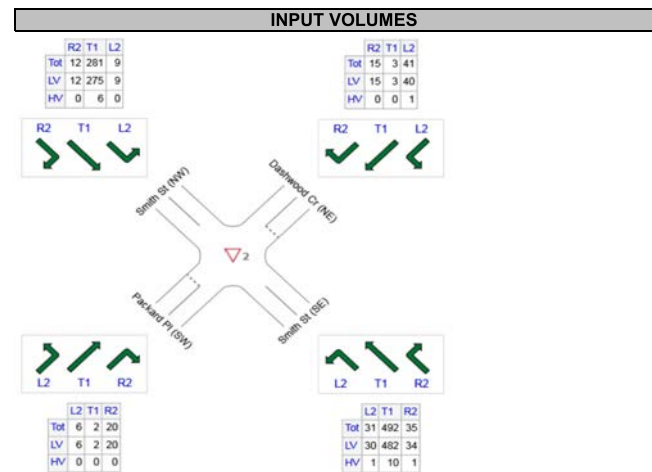 INPUT VOLUMES
R2 T1 L2
Tot 12 281 9
LV 12 275 9
HV 0 6 0
R2 T1 L2
Tot 15 3 41
LV 15 3 40
HV 0 0 1
R2 T1 L2
R2 T1 L2
Smith St (NW)
Dashwood Cr (NE)
2
Packard Pl (SW)
Smith St (SE)
L2 T1 R2
L2 T1 R2
L2 T1 R2
Tot 6 2 20
LV 6 2 20
HV 0 0 0
L2 T1 R2
Tot 31 492 35
LV 30 482 34
HV 1 10 1